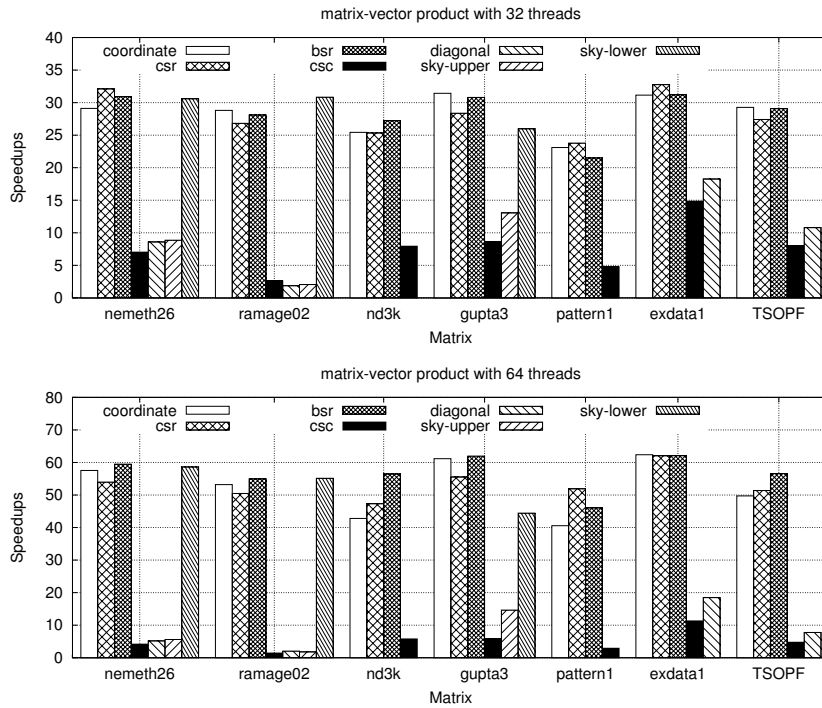 matrix-vector product with 32 threads
Speedups
40
35
30
25
20
15
10
5
0
coordinate
csr
bsr
csc
diagonal
sky-upper
sky-lower
nemeth26 ramage02 nd3k gupta3 pattern1 exdata1 TSOPF
Matrix
matrix-vector product with 64 threads
Speedups
80
70
60
50
40
30
20
10
0
coordinate
csr
bsr
csc
diagonal
sky-upper
sky-lower
nemeth26 ramage02 nd3k gupta3 pattern1 exdata1 TSOPF
Matrix